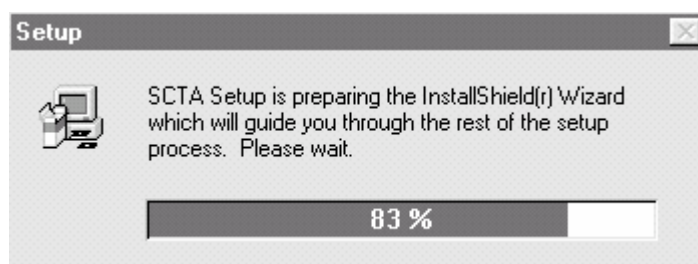 Setup
SCTA Setup is preparing the InstallShield(r) Wizard
which will guide you through the rest of the setup
process.  Please wait.
83 %